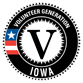 VOLUNTEER GENERATION
V
IOWA